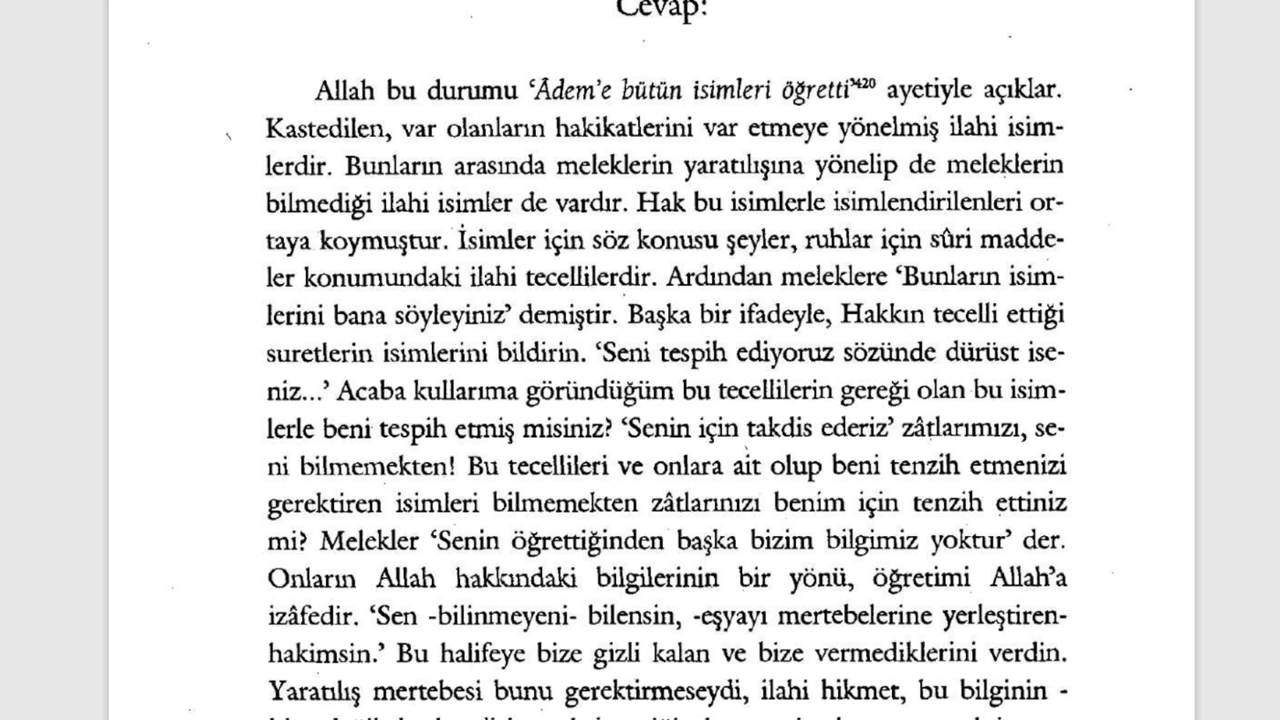 Cevap:
Allah bu durumu ‘Âdem’e bütün isimleri öğretti’⁴²⁰ ayetiyle açıklar.
Kastedilen, var olanların hakikatlerini var etmeye yönelmiş ilahi isim-
lerdir. Bunların arasında meleklerin yaratılışına yönelip de meleklerin
bilmediği ilahi isimler de vardır. Hak bu isimlerle isimlendirilenleri or-
taya koymuştur. İsimler için söz konusu şeyler, ruhlar için sûri madde-
ler konumundaki ilahi tecellilerdir. Ardından meleklere ‘Bunların isim-
lerini bana söyleyiniz’ demiştir. Başka bir ifadeyle, Hakkın tecelli ettiği
suretlerin isimlerini bildirin. ‘Seni tespih ediyoruz sözünde dürüst ise-
niz...’ Acaba kullarıma göründüğüm bu tecellilerin gereği olan bu isim-
lerle beni tespih etmiş misiniz? ‘Senin için takdis ederiz’ zâtlarımızı, se-
ni bilmemekten! Bu tecellileri ve onlara ait olup beni tenzih etmenizi
gerektiren isimleri bilmemekten zâtlarınızı benim için tenzih ettiniz
mi? Melekler ‘Senin öğrettiğinden başka bizim bilgimiz yoktur’ der.
Onların Allah hakkındaki bilgilerinin bir yönü, öğretimi Allah’a
izâfedir. ‘Sen -bilinmeyeni- bilensin, -eşyayı mertebelerine yerleştiren-
hakimsin.’ Bu halifeye bize gizli kalan ve bize vermediklerini verdin.
Yaratılış mertebesi bunu gerektirmeseydi, ilahi hikmet, bu bilginin -